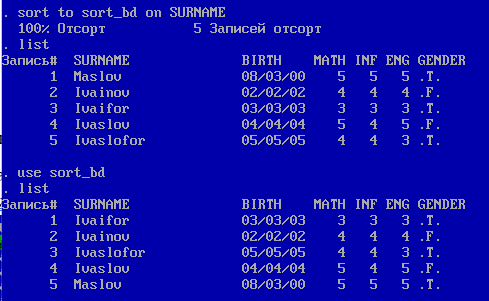 . sort to sort_bd on SURNAME
100% Отсорт 5 Записей отсорт
. list
Запись# SURNAME BIRTH MATH INF ENG GENDER
1 Maslov 08/03/00 5 5 5 .T.
2 Ivainov 02/02/02 4 4 4 .F.
3 Ivaifor 03/03/03 3 3 3 .T.
4 Ivaslov 04/04/04 5 4 5 .F.
5 Ivaslofor 05/05/05 4 4 3 .T.
. use sort_bd
. list
Запись# SURNAME BIRTH MATH INF ENG GENDER
1 Ivaifor 03/03/03 3 3 3 .T.
2 Ivainov 02/02/02 4 4 4 .F.
3 Ivaslofor 05/05/05 4 4 3 .T.
4 Ivaslov 04/04/04 5 4 5 .F.
5 Maslov 08/03/00 5 5 5 .T.